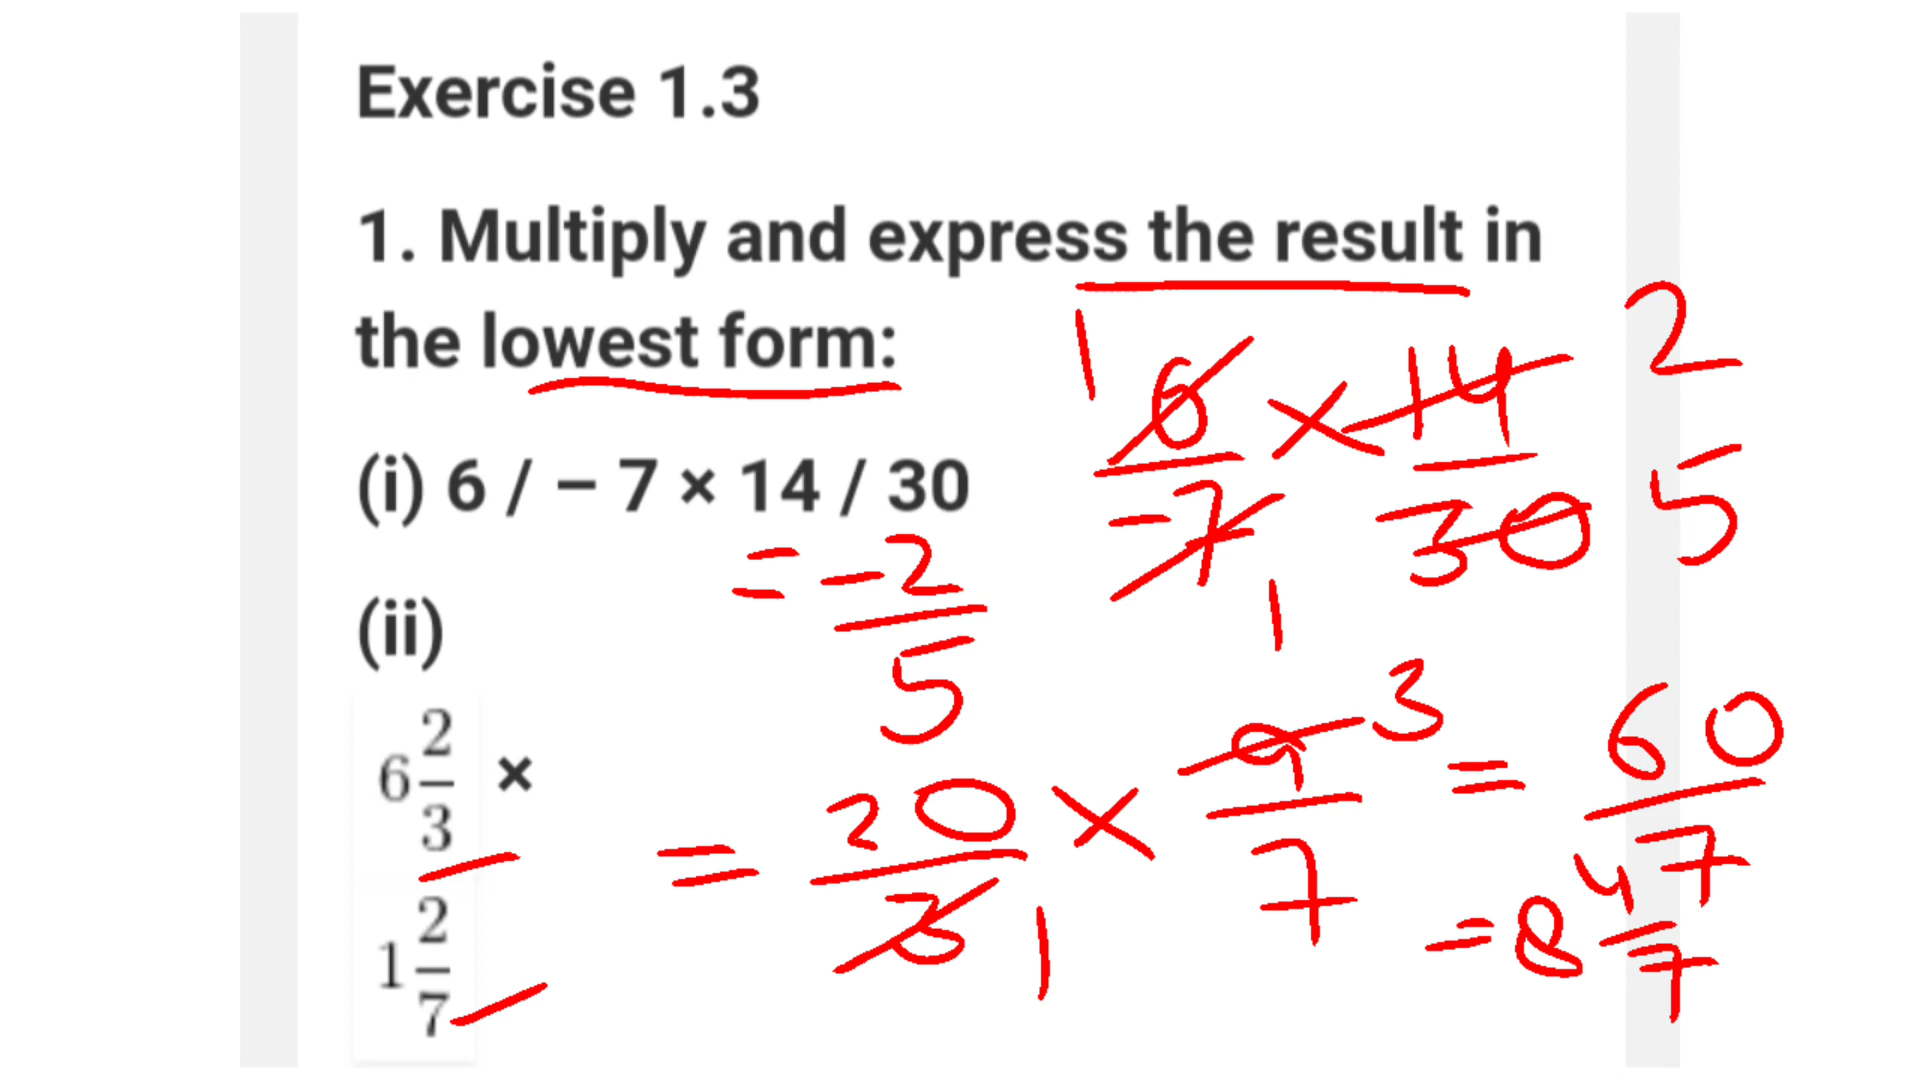 Exercise 1.3
1. Multiply and express the result in
the lowest form:
1 6/-7 × 14/30 2 5 1
(i) 6 / – 7 × 14 / 30
= -2/5
(ii)
6 2/3 ×
= 20/3 × 9/7 3 1 = 60/7
1 2/7
= 8 4/7